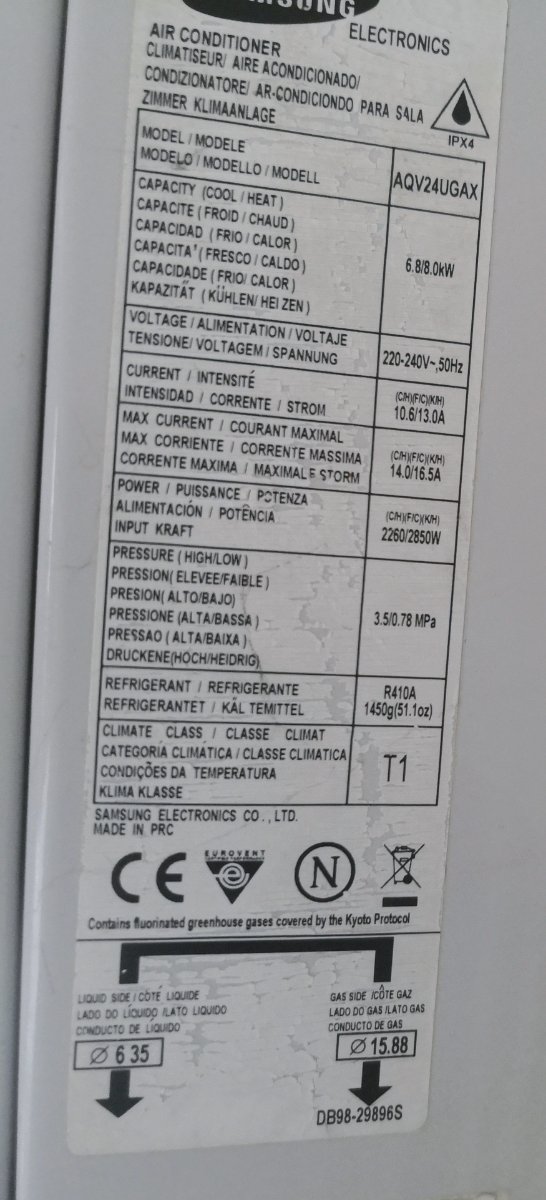 SAMSUNG
ELECTRONICS
AIR CONDITIONER
CLIMATISEUR/ AIRE ACONDICIONADO/
CONDIZIONATORE/ AR-CONDICIONDO PARA SALA
ZIMMER KLIMAANLAGE
IPX4
MODEL / MODELE
MODELO / MODELLO / MODELL
AQV24UGAX
CAPACITY (COOL / HEAT)
CAPACITE (FROID / CHAUD)
CAPACIDAD (FRIO / CALOR)
CAPACITA' (FRESCO / CALDO)
CAPACIDADE (FRIO/ CALOR)
KAPAZITÄT (KÜHLEN/ HEI ZEN)
6.8/8.0kW
VOLTAGE / ALIMENTATION / VOLTAJE
TENSIONE/ VOLTAGEM / SPANNUNG
220-240V~,50Hz
CURRENT / INTENSITÉ
INTENSIDAD / CORRENTE / STROM
(C/H)(F/C)(K/H)
10.6/13.0A
MAX CURRENT / COURANT MAXIMAL
MAX CORRIENTE / CORRENTE MASSIMA
CORRENTE MAXIMA / MAXIMALE STORM
(C/H)(F/C)(K/H)
14.0/16.5A
POWER / PUISSANCE / POTENZA
ALIMENTACIÓN / POTÊNCIA
INPUT KRAFT
(C/H)(F/C)(K/H)
2260/2850W
PRESSURE (HIGH/LOW)
PRESSION( ELEVEE/FAIBLE)
PRESION( ALTO/BAJO)
PRESSIONE (ALTA/BASSA)
PRESSAO (ALTA/BAIXA)
DRUCKENE(HOCH/HEIDRIG)
3.5/0.78 MPa
REFRIGERANT / REFRIGERANTE
REFRIGERANTET / KÄL TEMITTEL
R410A
1450g(51.1oz)
CLIMATE CLASS / CLASSE CLIMAT
CATEGORÍA CLIMÁTICA / CLASSE CLIMATICA
CONDIÇÕES DA TEMPERATURA
KLIMA KLASSE
T1
SAMSUNG ELECTRONICS CO., LTD.
MADE IN PRC
CE
EUROVENT
N
Contains fluorinated greenhouse gases covered by the Kyoto Protocol
LIQUID SIDE / CÔTÉ LIQUIDE
LADO DO LÍQUIDO /LATO LIQUIDO
CONDUCTO DE LÍQUIDO
∅ 6 35
GAS SIDE /CÔTE GAZ
LADO DO GAS /LATO GAS
CONDUCTO DE GAS
∅ 15.88
DB98-29896S